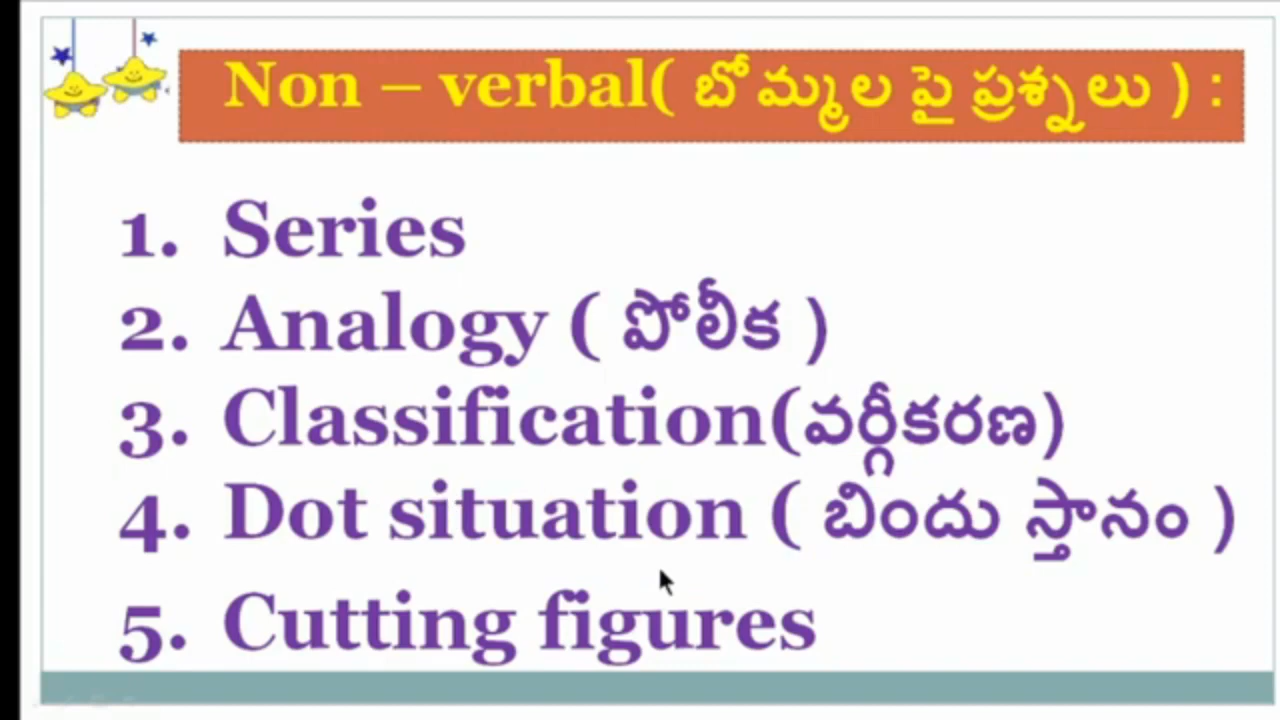 Non – verbal( బోమ్మల పై ప్రశ్నలు ) :
1. Series
2. Analogy ( పోలీక )
3. Classification(వర్గీకరణ)
4. Dot situation ( బిందు స్తానం )
5. Cutting figures